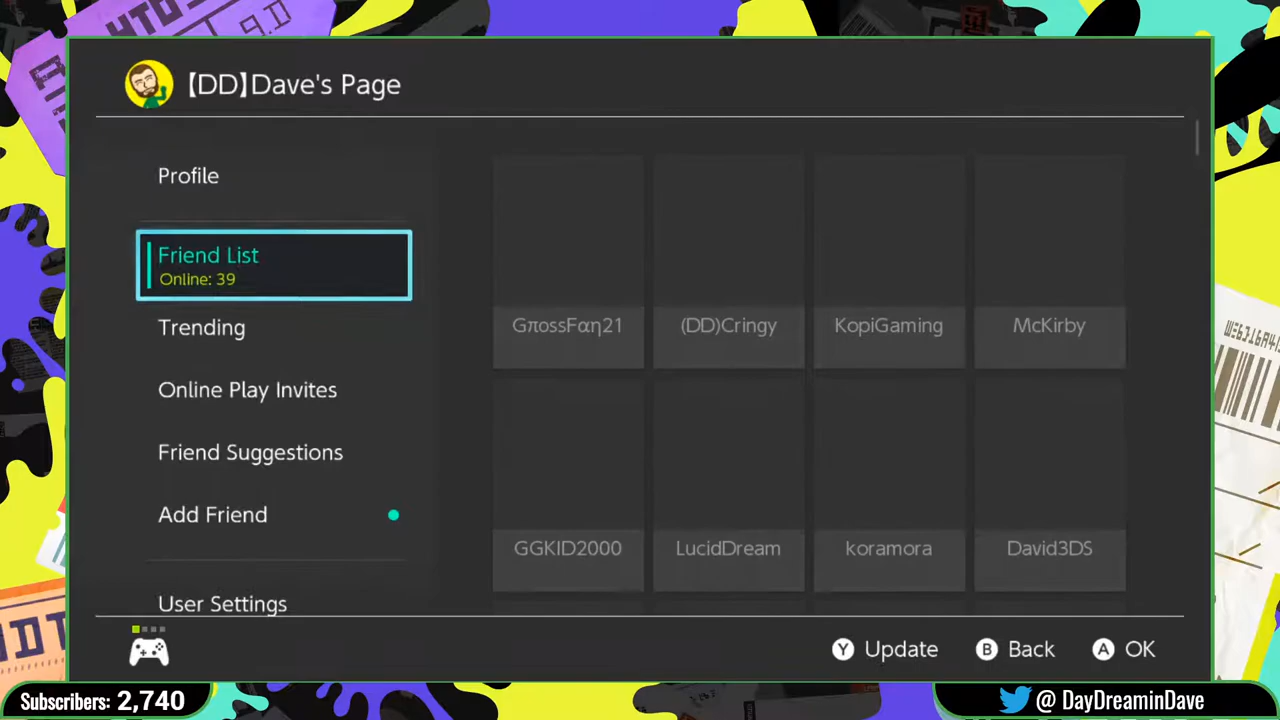 【DD】Dave's Page
Profile
Friend List
Online: 39
Trending
Online Play Invites
Friend Suggestions
Add Friend
User Settings
GπossFαη21
(DD)Cringy
KopiGaming
McKirby
GGKID2000
LucidDream
koramora
David3DS
Y Update
B Back
A OK
Subscribers: 2,740
@ DayDreaminDave